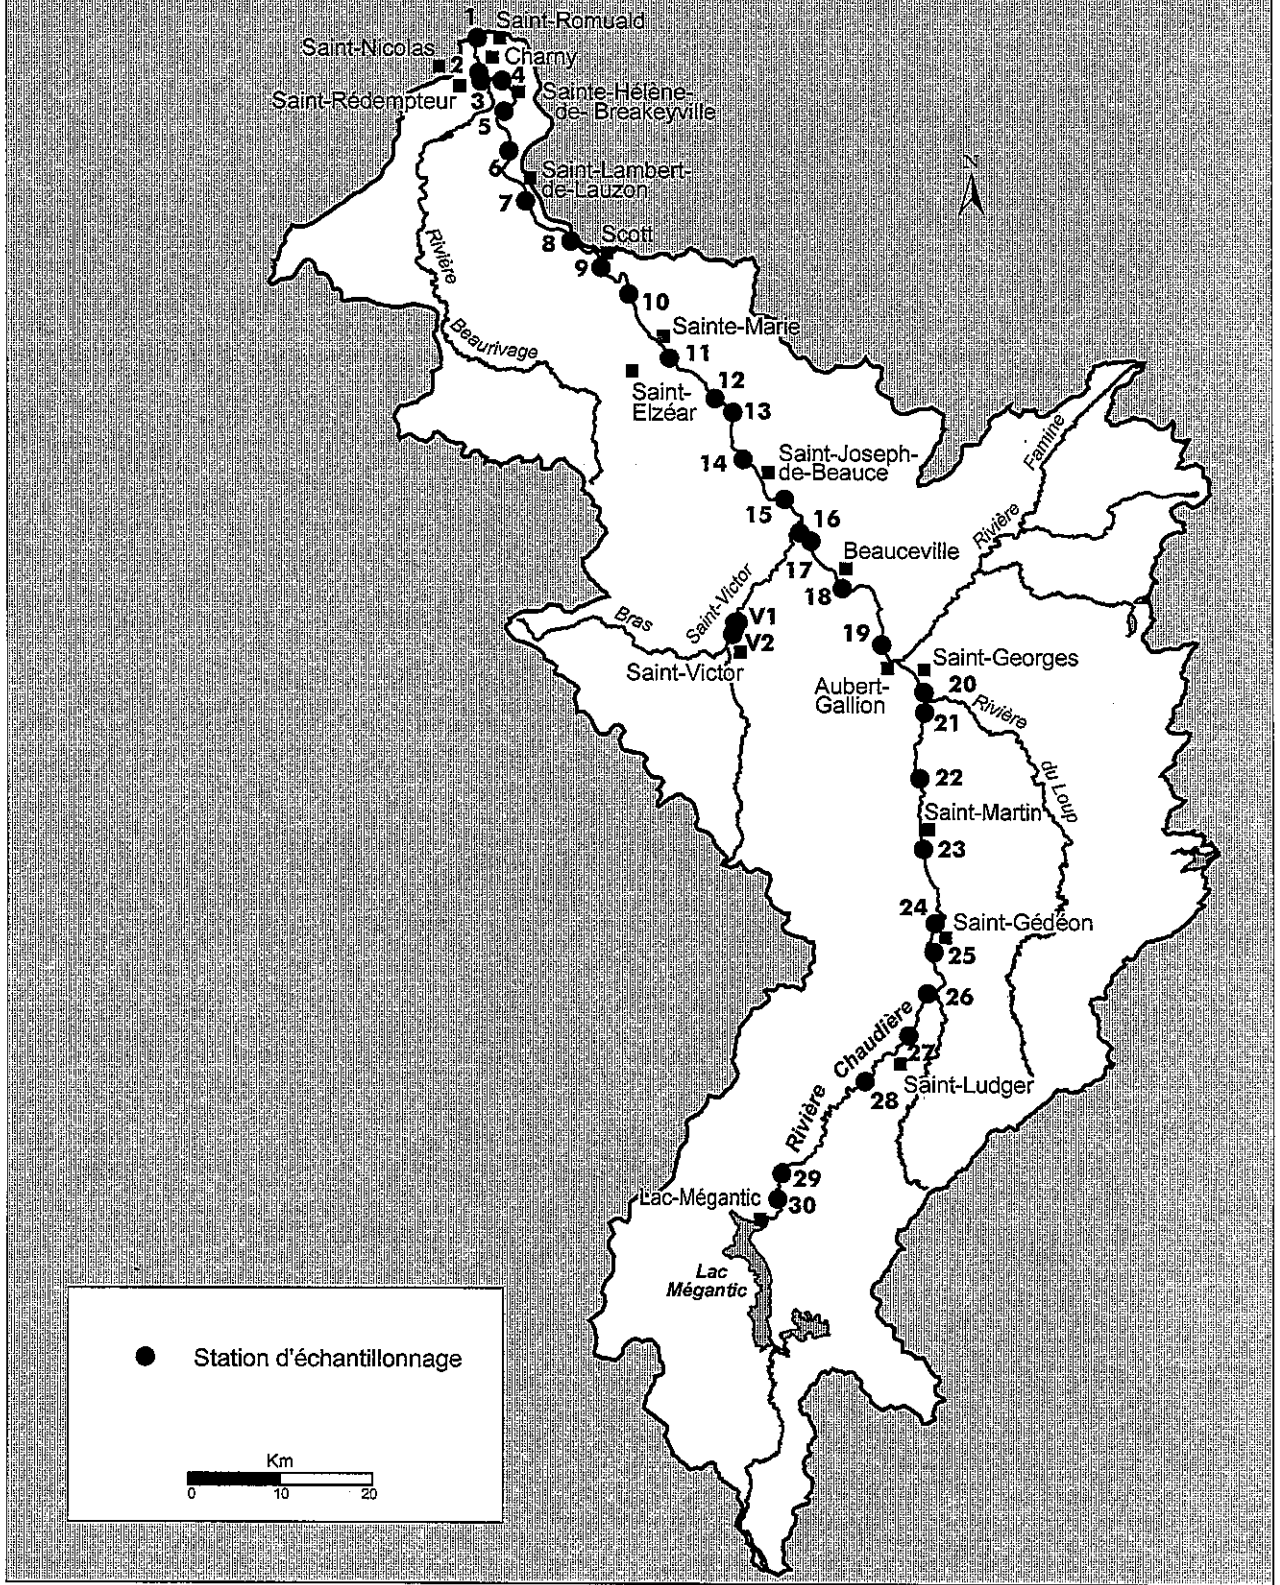 1
Saint-Romuald
Saint-Nicolas
Charny
2
4
Saint-Rédempteur
3
Sainte-Hélène-
de- Breakeyville
5
6
Saint-Lambert-
de-Lauzon
7
N
8
Scott
9
10
Rivière
Beaurivage
Sainte-Marie
11
12
Saint-
Elzéar
13
14
Saint-Joseph-
de-Beauce
15
16
Rivière
Famine
17
Beauceville
18
Bras
Saint-Victor
V1
V2
19
Saint-Victor
Saint-Georges
20
Aubert-
Gallion
21
Rivière
du Loup
22
Saint-Martin
23
24
Saint-Gédéon
25
26
Rivière Chaudière
27
Saint-Ludger
28
29
Lac-Mégantic
30
Lac
Mégantic
Station d'échantillonnage
Km
0 10 20